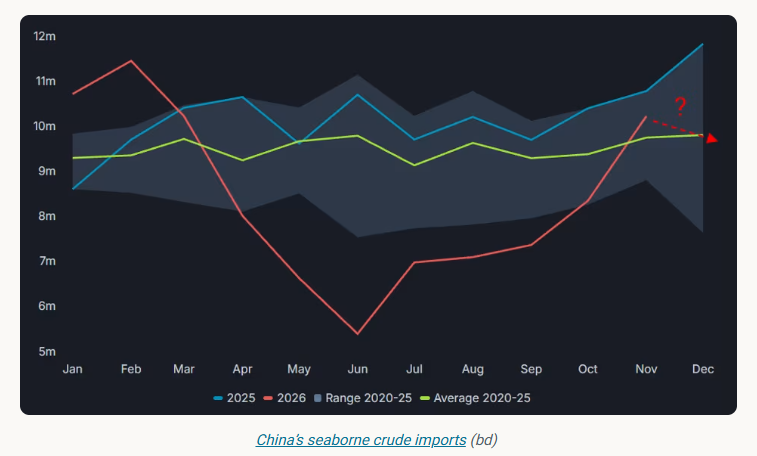 12m
11m
10m
9m
8m
7m
6m
5m
?
Jan Feb Mar Apr May Jun Jul Aug Sep Oct Nov Dec
2025 2026 Range 2020-25 Average 2020-25
China's seaborne crude imports (bd)